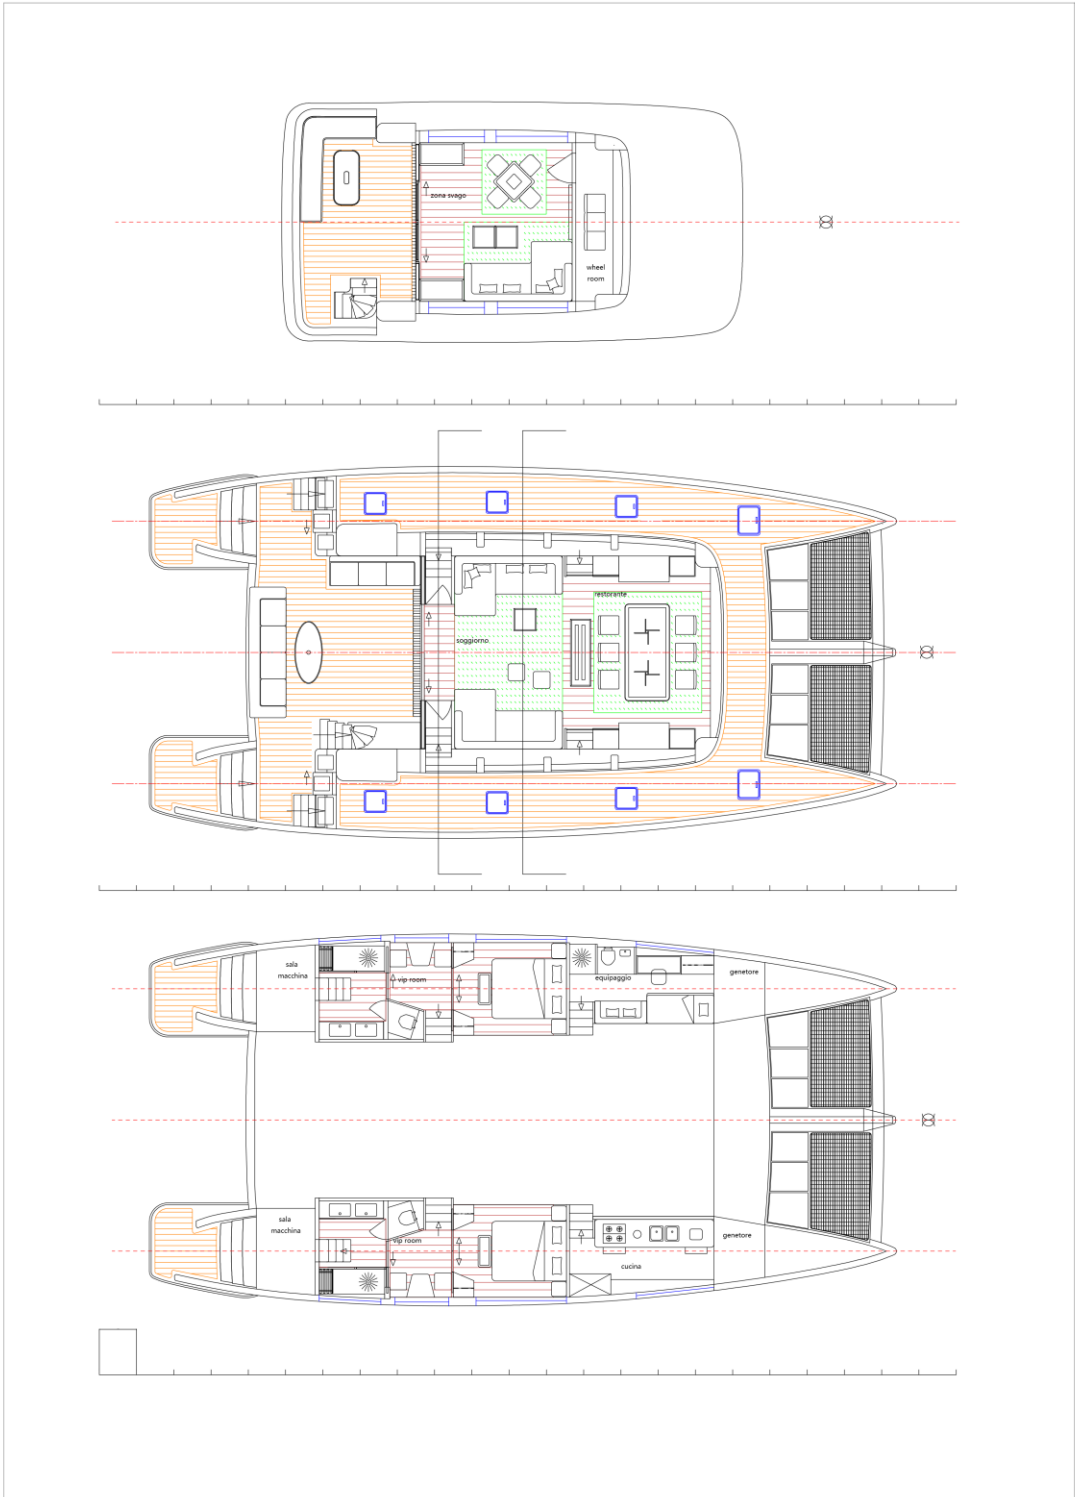 zona svago
wheel
room
restorante
soggiorno
sala
macchina
vip room
equipaggio
genetore
sala
macchina
vip room
genetore
cucina